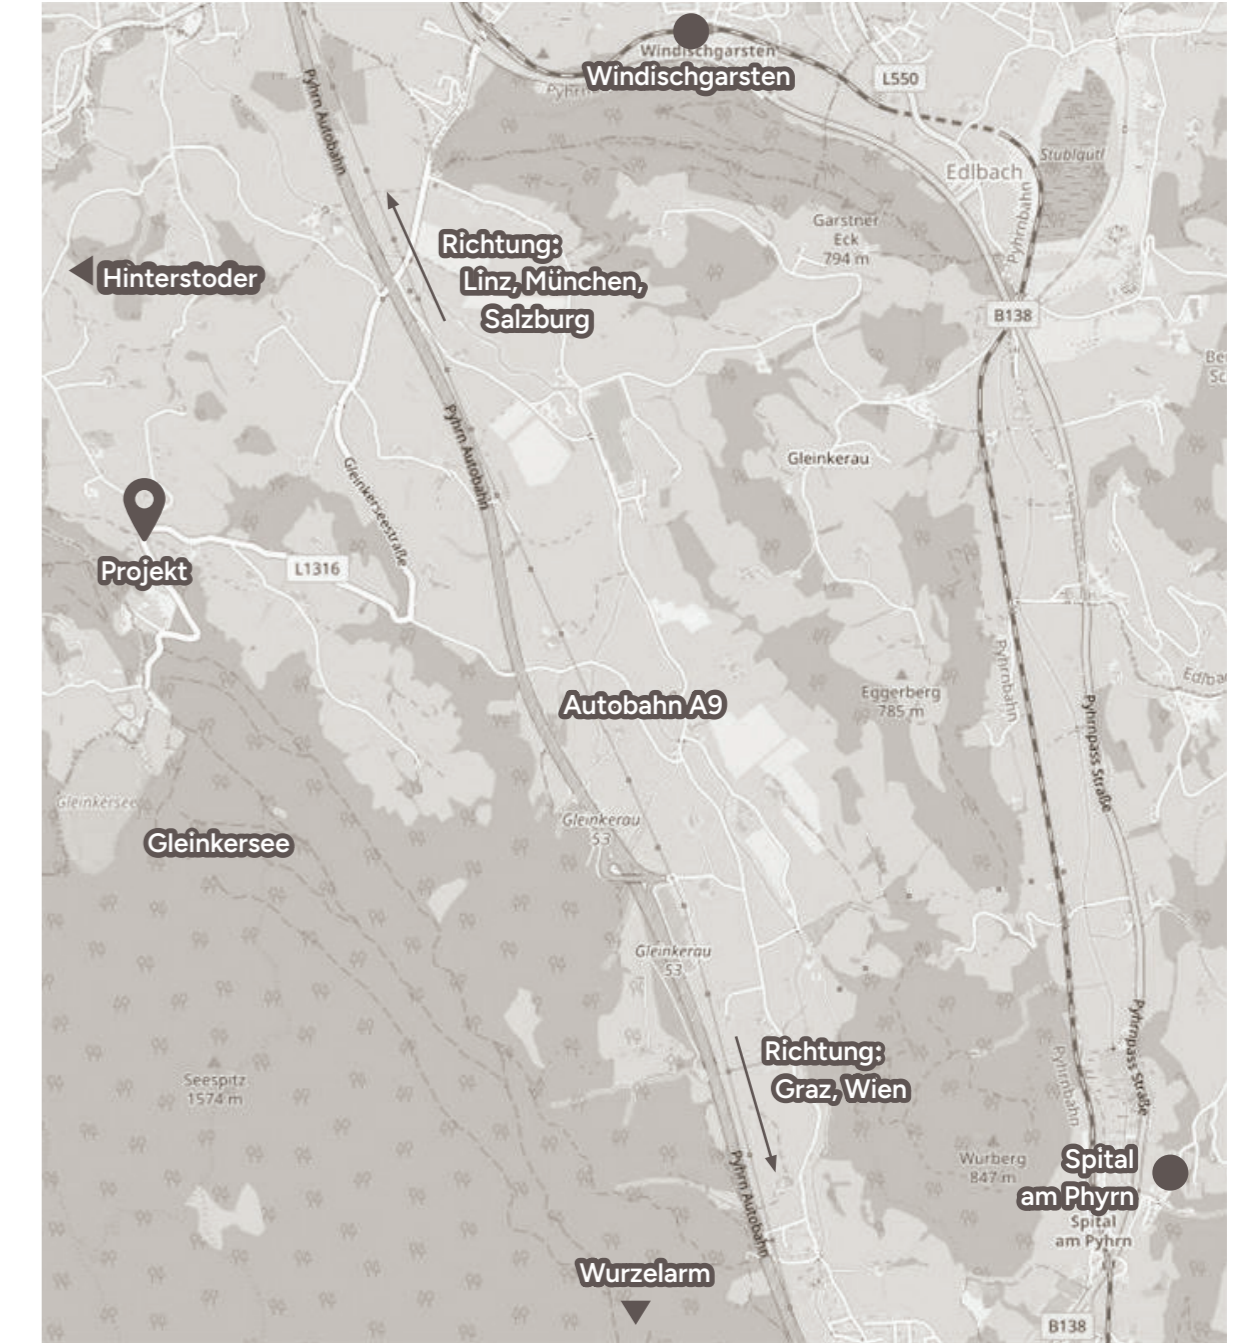 Windischgarsten
Windischgarsten
Pyhrn
L550
Pyhrn Autobahn
Stublgütl
Edlbach
Pyhrnbahn
Garstner
Eck
794 m
Richtung:
Linz, München,
Salzburg
Hinterstoder
B138
Pyhrn Autobahn
Gleinkerau
Gleinkerseestraße
Projekt
L1316
Pyhrnbahn
Eggerberg
785 m
Autobahn A9
Pyhrnpass Straße
Gleinkersee
Gleinkersee
Gleinkerau
53
Gleinkerau
53
Pyhrnpass Straße
Richtung:
Graz, Wien
Seespitz
1574 m
Pyhrnbahn
Pyhrn Autobahn
Wurberg
847 m
Spital
am Phyrn
Spital
am Pyhrn
Wurzelarm
B138